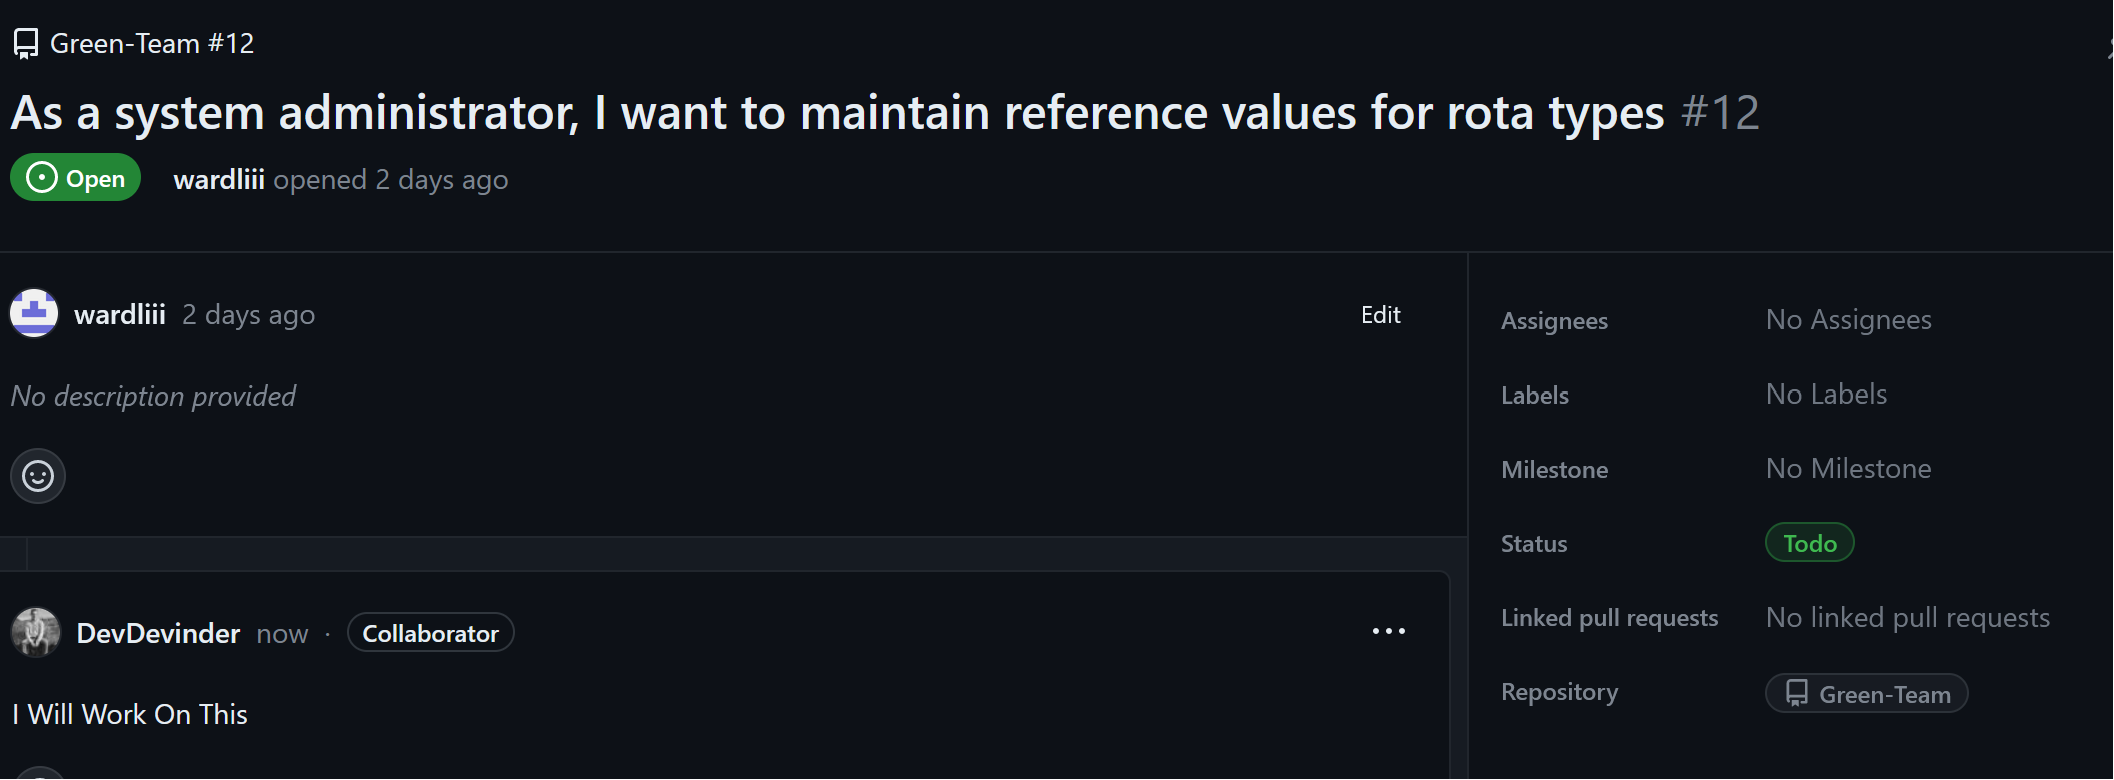 Green-Team #12
As a system administrator, I want to maintain reference values for rota types #12
Open
wardliii opened 2 days ago
wardliii 2 days ago
Edit
No description provided
DevDevinder now · Collaborator
I Will Work On This
Assignees No Assignees
Labels No Labels
Milestone No Milestone
Status Todo
Linked pull requests No linked pull requests
Repository Green-Team